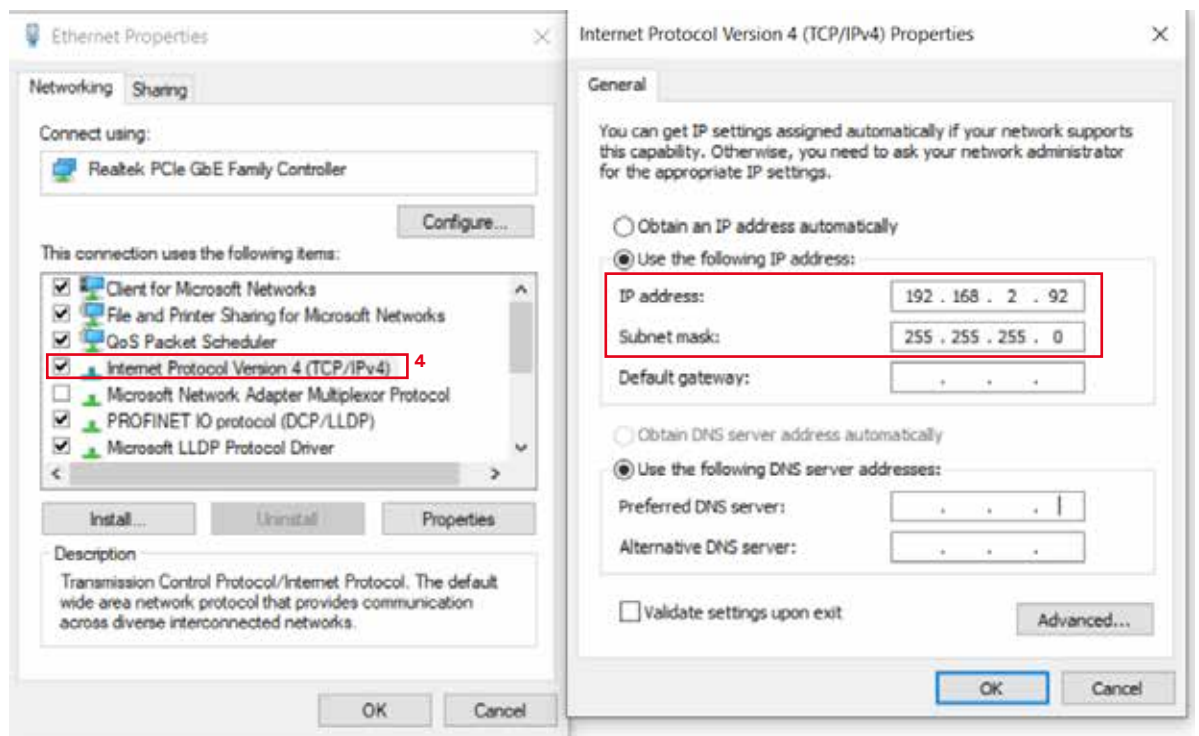 Ethernet Properties
Networking
Sharing
Connect using:
Realtek PCIe GbE Family Controller
Configure...
This connection uses the following items:
Client for Microsoft Networks
File and Printer Sharing for Microsoft Networks
QoS Packet Scheduler
Internet Protocol Version 4 (TCP/IPv4)
4
Microsoft Network Adapter Multiplexor Protocol
PROFINET IO protocol (DCP/LLDP)
Microsoft LLDP Protocol Driver
Install...
Uninstall
Properties
Description
Transmission Control Protocol/Internet Protocol. The default
wide area network protocol that provides communication
across diverse interconnected networks.
OK
Cancel
Internet Protocol Version 4 (TCP/IPv4) Properties
General
You can get IP settings assigned automatically if your network supports
this capability. Otherwise, you need to ask your network administrator
for the appropriate IP settings.
Obtain an IP address automatically
Use the following IP address:
IP address: 192 . 168 . 2 . 92
Subnet mask: 255 . 255 . 255 . 0
Default gateway: . . .
Obtain DNS server address automatically
Use the following DNS server addresses:
Preferred DNS server: . . .
Alternative DNS server: . . .
Validate settings upon exit
Advanced...
OK
Cancel